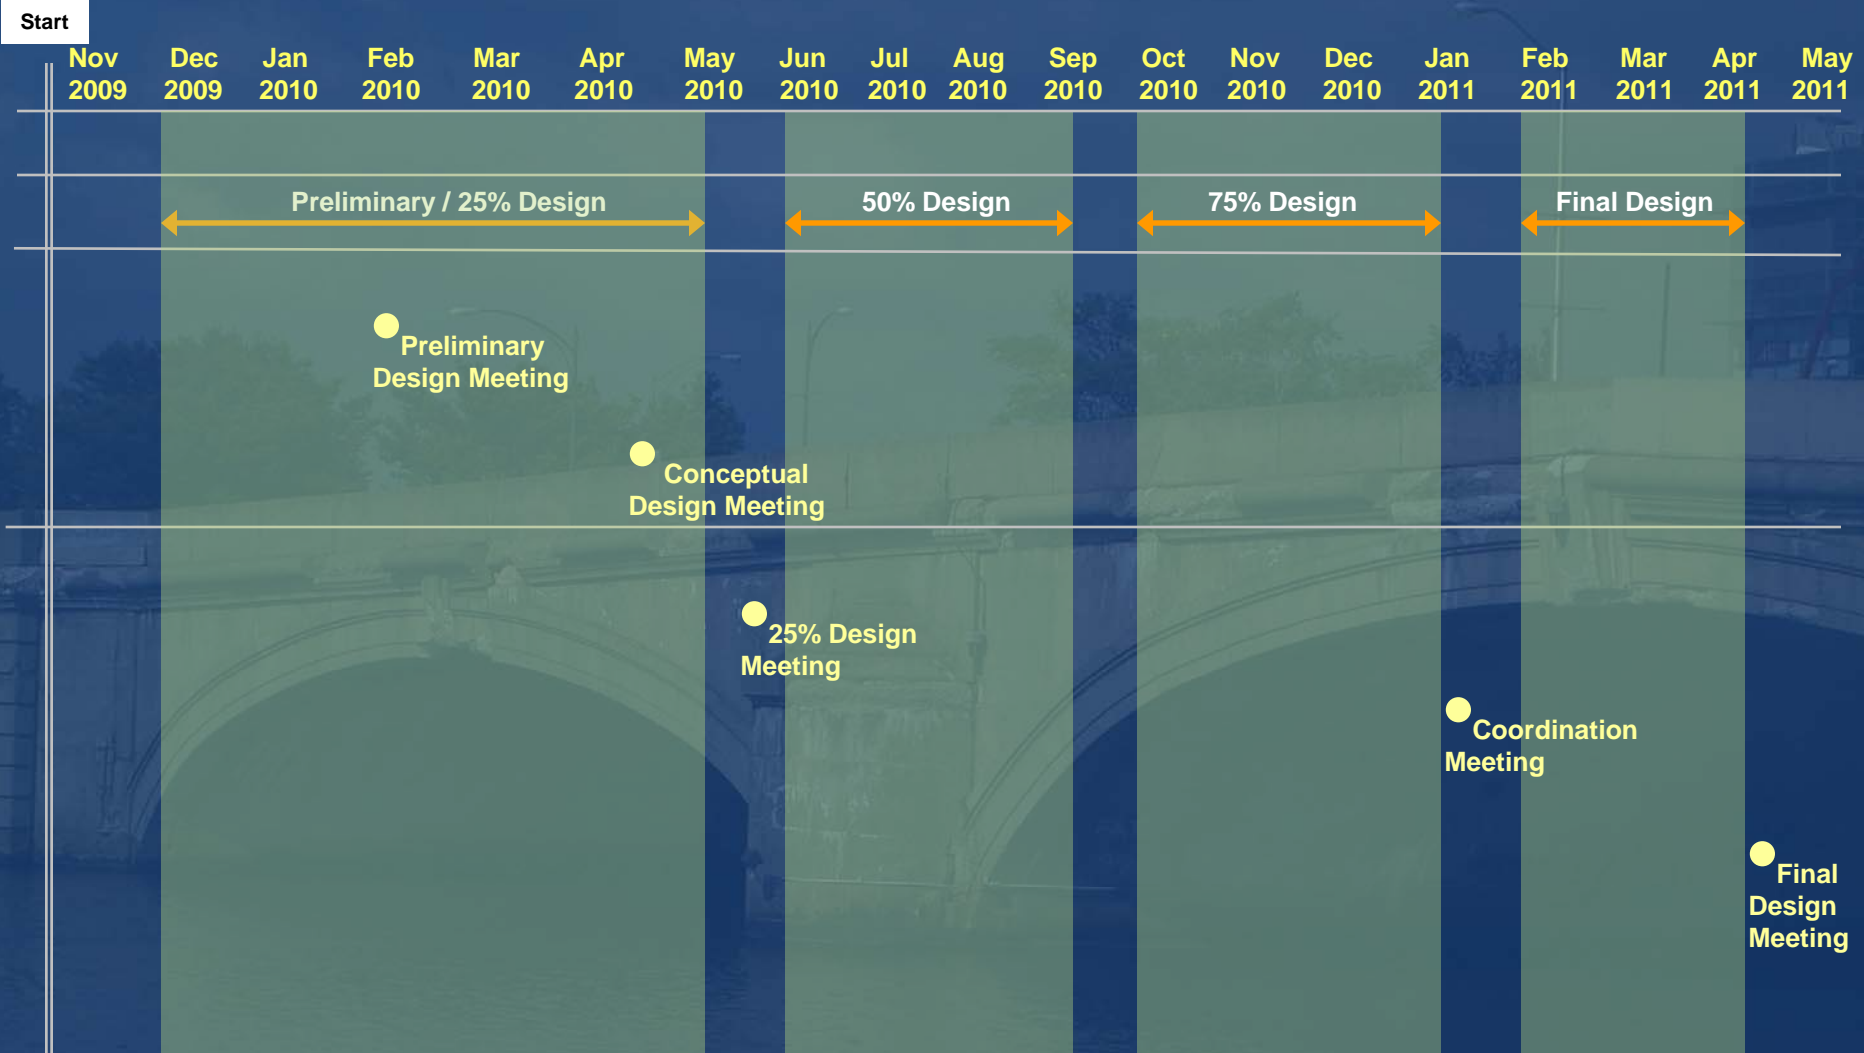 Start
Nov Dec Jan Feb Mar Apr May Jun Jul Aug Sep Oct Nov Dec Jan Feb Mar Apr May
2009 2009 2010 2010 2010 2010 2010 2010 2010 2010 2010 2010 2010 2010 2011 2011 2011 2011 2011
Preliminary / 25% Design 50% Design 75% Design Final Design
Preliminary
Design Meeting
Conceptual
Design Meeting
25% Design
Meeting
Coordination
Meeting
Final
Design
Meeting